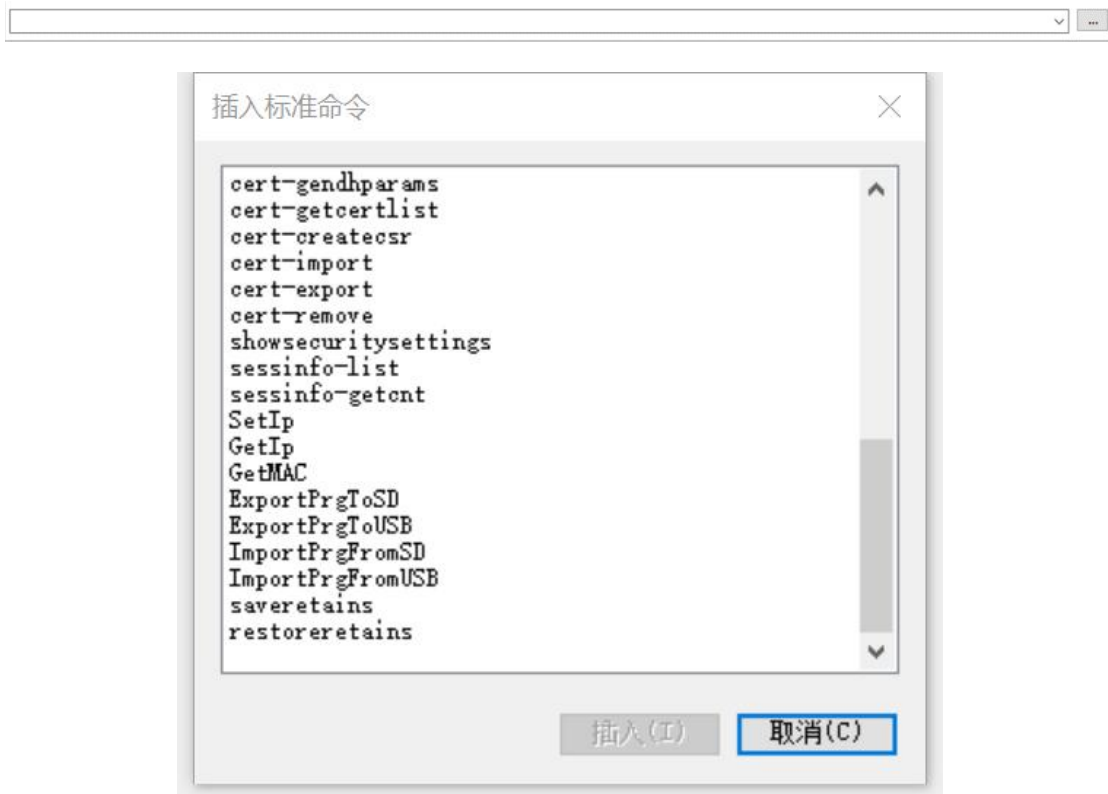 ...
插入标准命令
cert-gendhparams
cert-getcertlist
cert-createcsr
cert-import
cert-export
cert-remove
showsecuritysettings
sessinfo-list
sessinfo-getcnt
SetIp
GetIp
GetMAC
ExportPrgToSD
ExportPrgToUSB
ImportPrgFromSD
ImportPrgFromUSB
saveretains
restoreretains
插入(I) 取消(C)